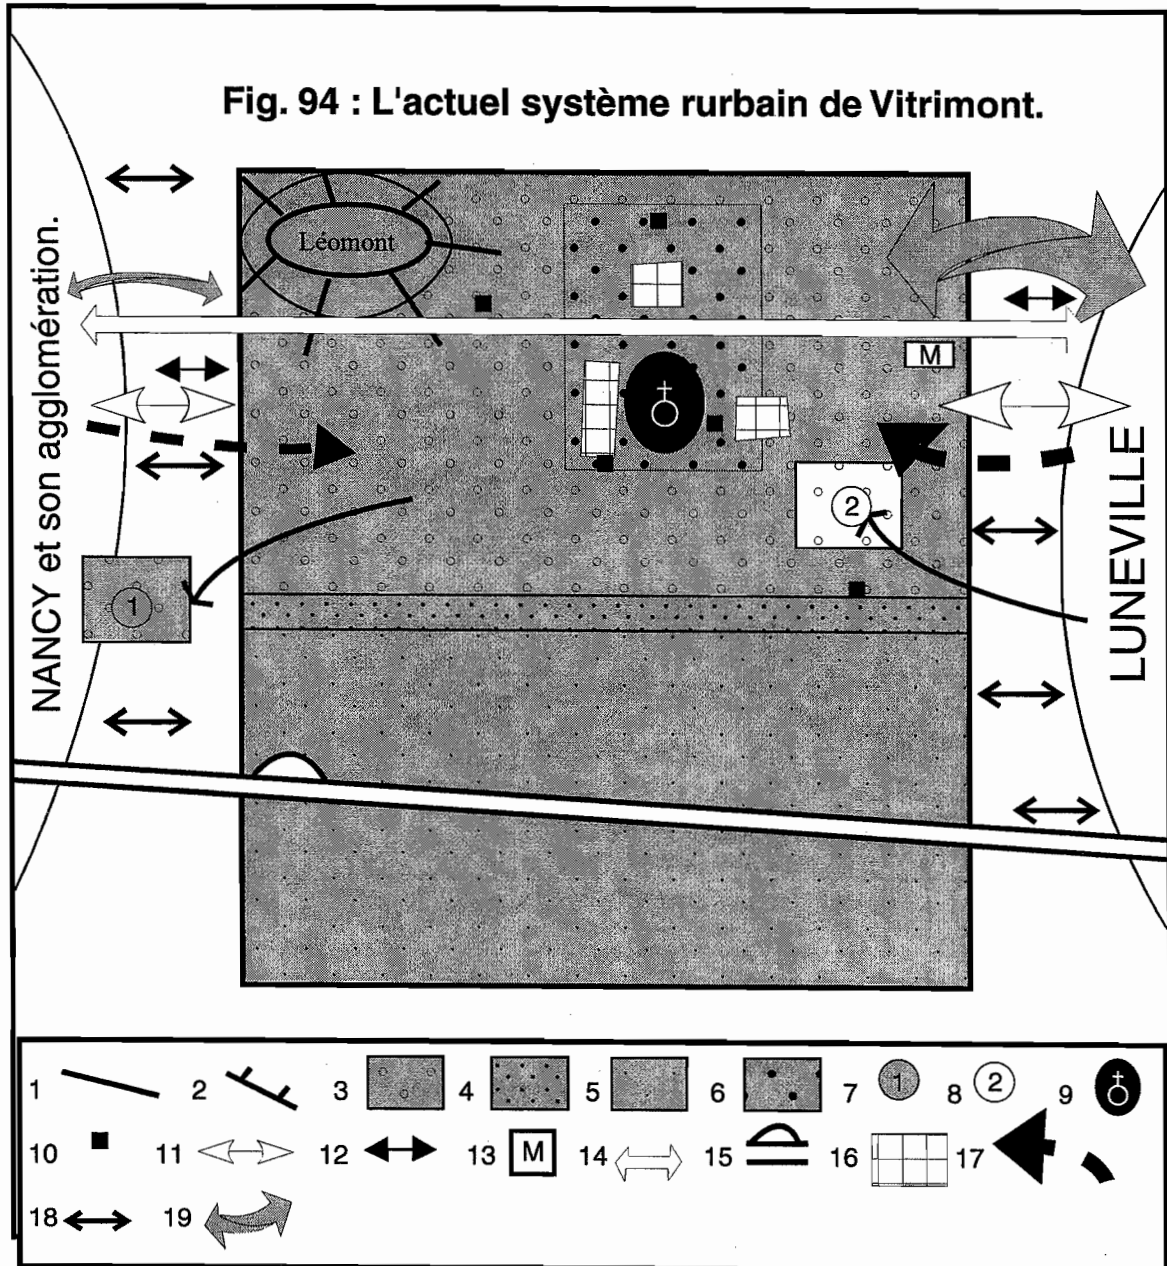 Fig. 94 : L'actuel système rurbain de Vitrimont.
NANCY et son agglomération.
Léomont
M
LUNEVILLE
2
1
1 2 3 4 5 6 7 1 8 2 9
10 11 12 13 M 14 15 16 17
18 19